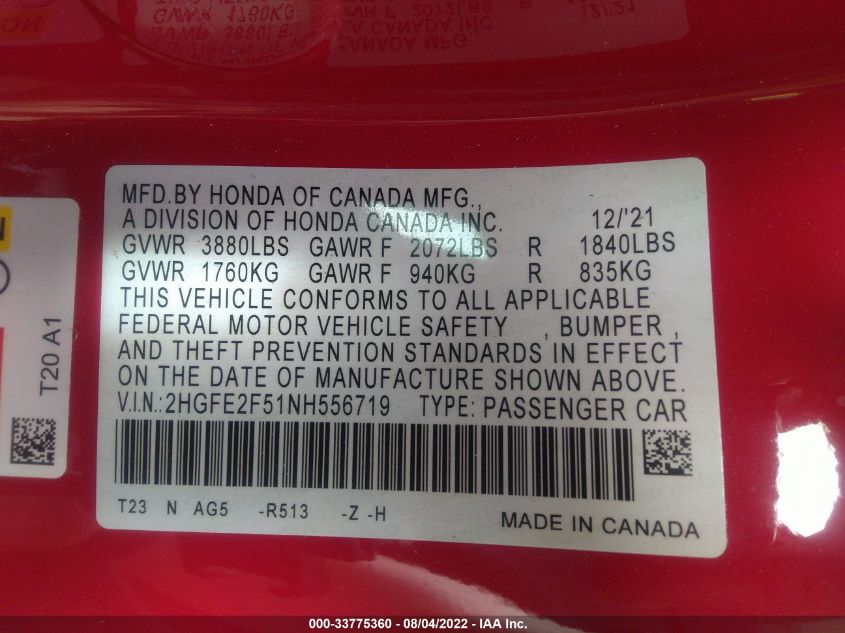 MFD.BY HONDA OF CANADA MFG.,
A DIVISION OF HONDA CANADA INC. 12/'21
GVWR 3880LBS GAWR F 2072LBS R 1840LBS
GVWR 1760KG GAWR F 940KG R 835KG
THIS VEHICLE CONFORMS TO ALL APPLICABLE
FEDERAL MOTOR VEHICLE SAFETY , BUMPER ,
AND THEFT PREVENTION STANDARDS IN EFFECT
ON THE DATE OF MANUFACTURE SHOWN ABOVE.
V.I.N.:2HGFE2F51NH556719 TYPE: PASSENGER CAR
T23 N AG5 -R513 -Z -H
MADE IN CANADA
T20 A1
000-33775360 - 08/04/2022 - IAA Inc.